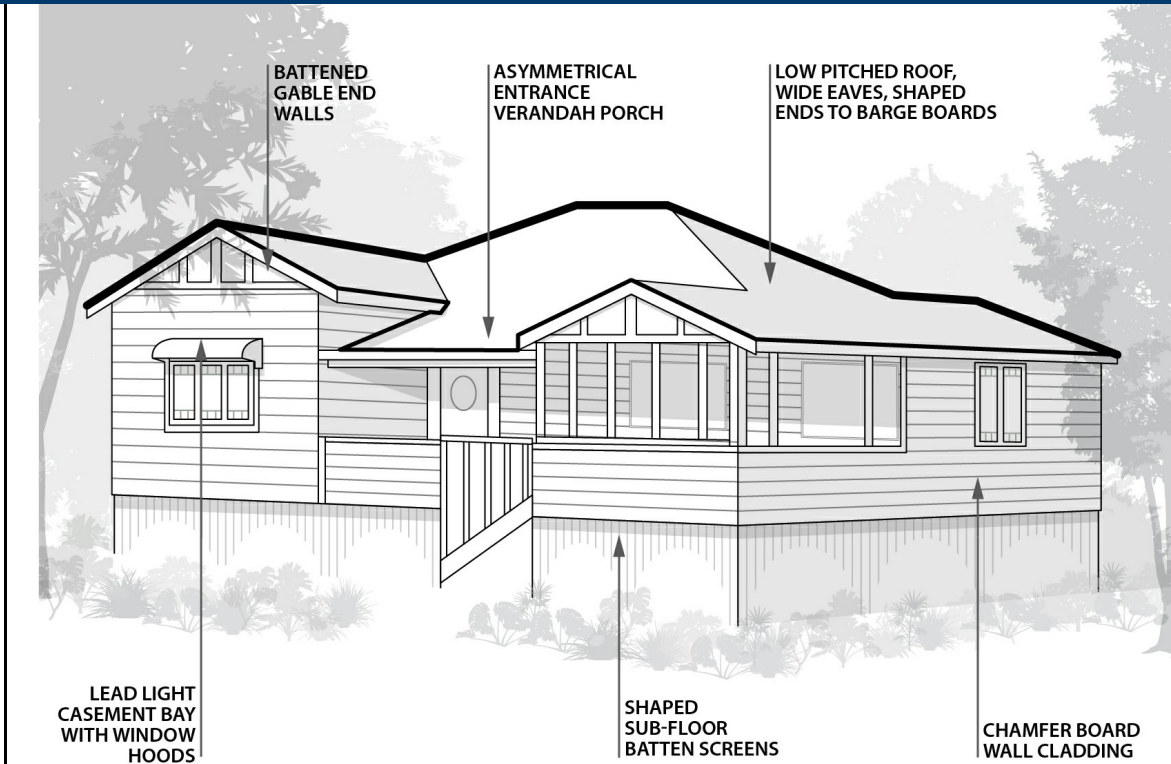 BATTENED
GABLE END
WALLS
ASYMMETRICAL
ENTRANCE
VERANDAH PORCH
LOW PITCHED ROOF,
WIDE EAVES, SHAPED
ENDS TO BARGE BOARDS
LEAD LIGHT
CASEMENT BAY
WITH WINDOW
HOODS
SHAPED
SUB-FLOOR
BATTEN SCREENS
CHAMFER BOARD
WALL CLADDING